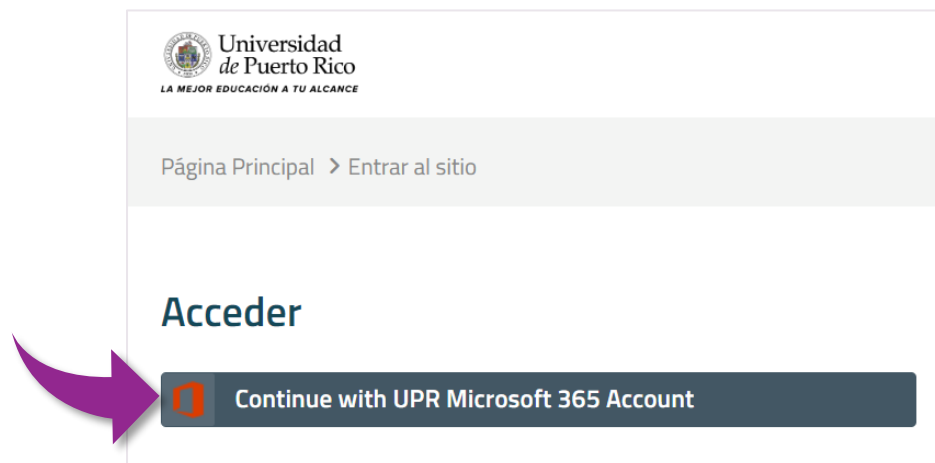 Universidad
de Puerto Rico
LA MEJOR EDUCACIÓN A TU ALCANCE
Página Principal > Entrar al sitio
Acceder
Continue with UPR Microsoft 365 Account